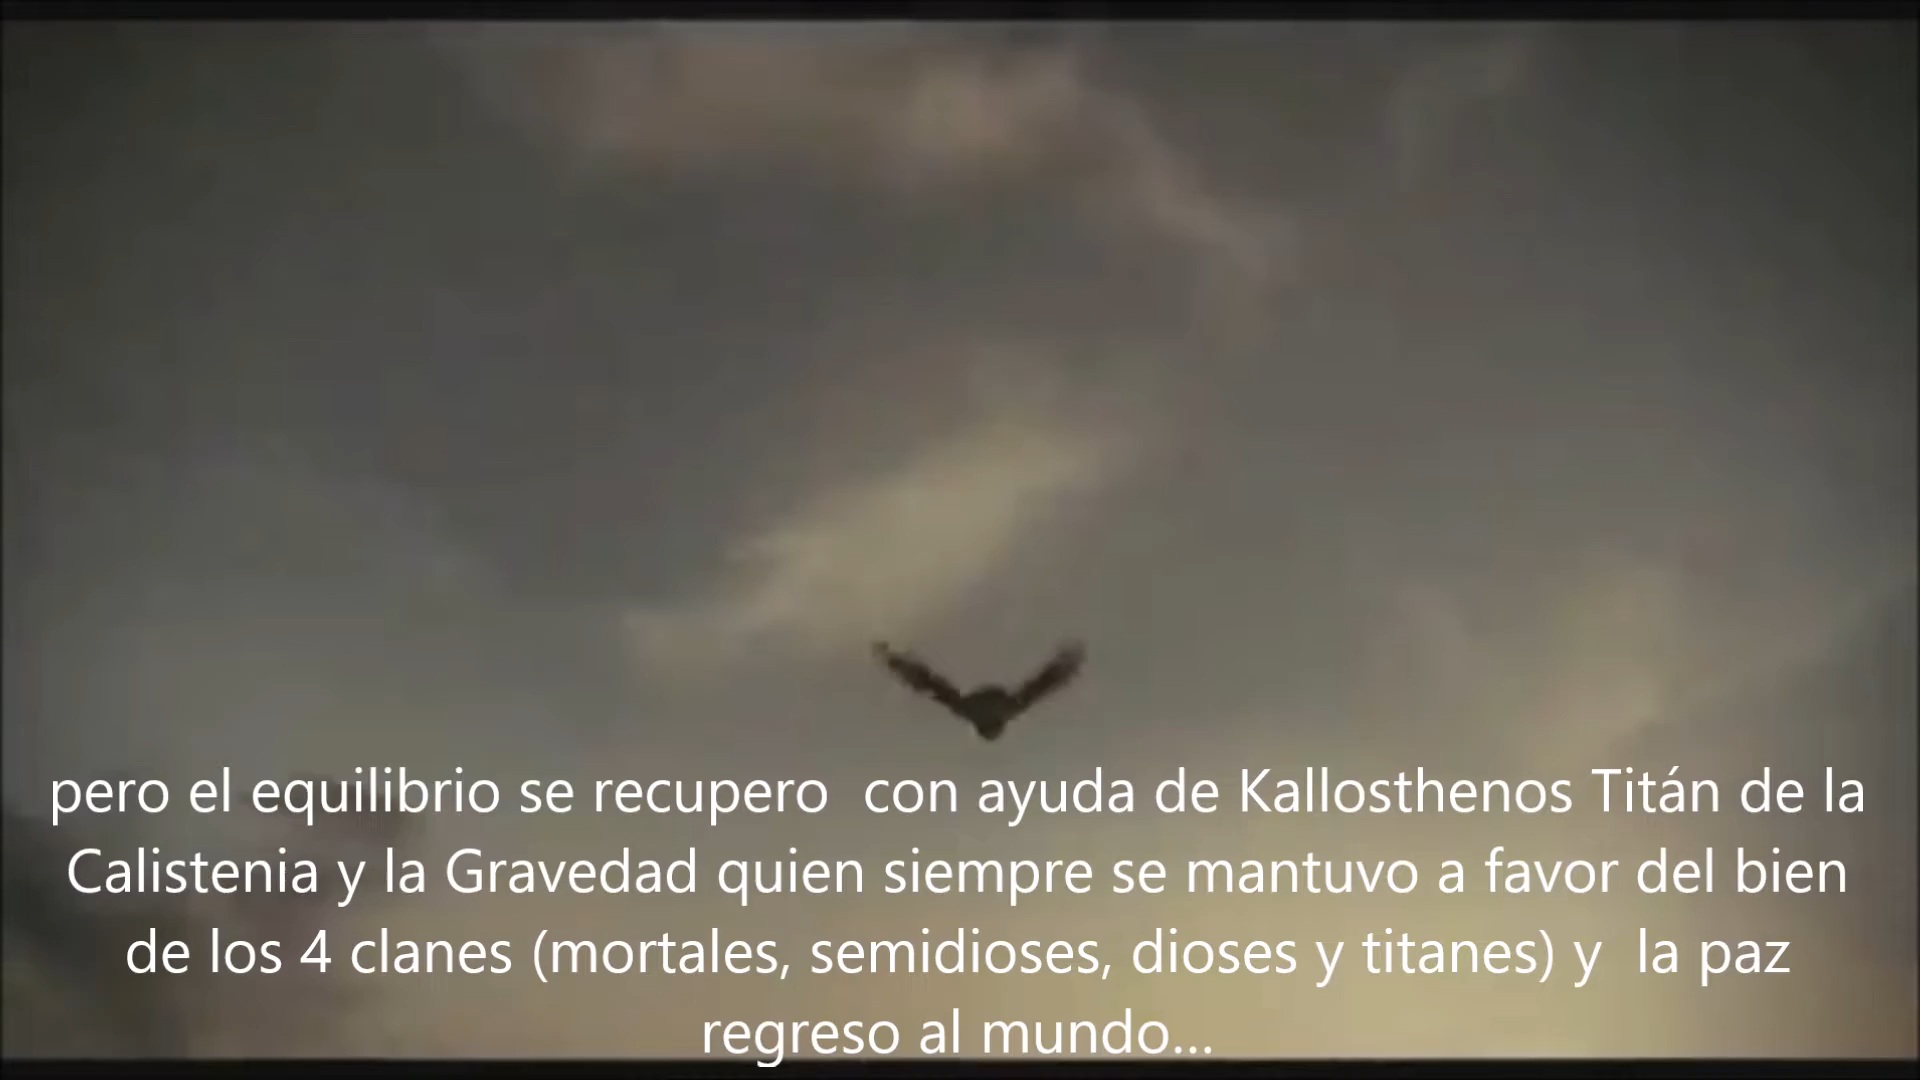 pero el equilibrio se recupero  con ayuda de Kallosthenos Titán de la
Calistenia y la Gravedad quien siempre se mantuvo a favor del bien
de los 4 clanes (mortales, semidioses, dioses y titanes) y  la paz
regreso al mundo...